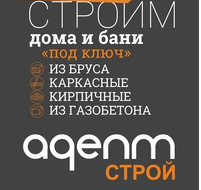 СТРОИМ
дома и бани
«под ключ»
ИЗ БРУСА
КАРКАСНЫЕ
КИРПИЧНЫЕ
ИЗ ГАЗОБЕТОНА
адепт
СТРОЙ